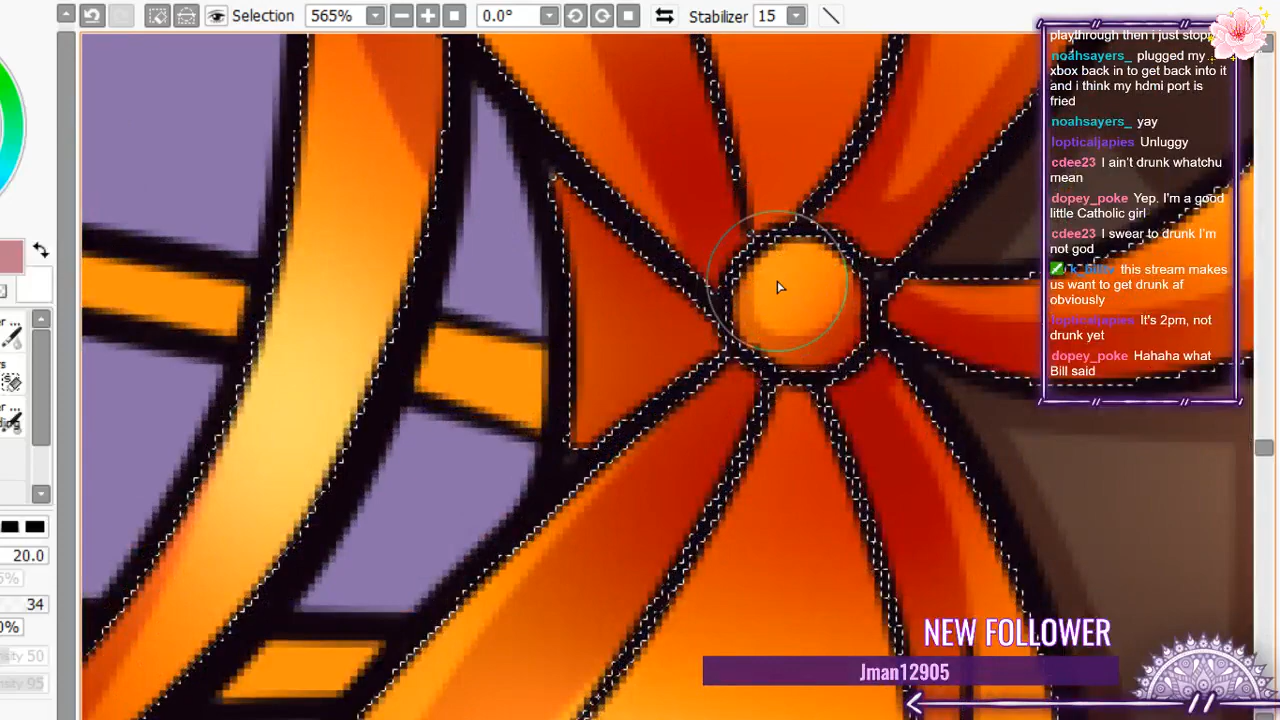 Selection
565%
0.0°
Stabilizer 15
playthrough then i just
noahsayers_ plugged my
xbox back in to get back into it
and i think my hdmi port is
fried
noahsayers_ yay
lopticaljapies Unluggy
cdee23 I ain't drunk whatchu
mean
dopey_poke Yep. I'm a good
little Catholic girl
cdee23 I swear to drunk I'm
not god
this stream makes
us want to get drunk af
obviously
lopticaljapies It's 2pm, not
drunk yet
dopey_poke Hahaha what
Bill said
20.0
34
50
95
NEW FOLLOWER
Jman12905